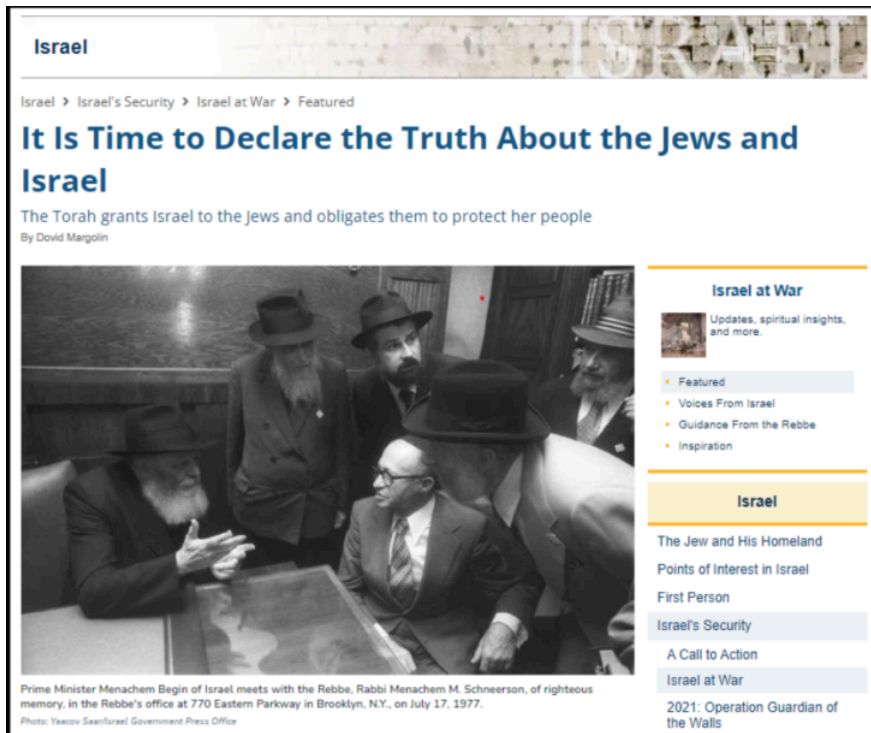 Israel
ISRAEL
Israel > Israel's Security > Israel at War > Featured
It Is Time to Declare the Truth About the Jews and
Israel
The Torah grants Israel to the Jews and obligates them to protect her people
By Dovid Margolin
Prime Minister Menachem Begin of Israel meets with the Rebbe, Rabbi Menachem M. Schneerson, of righteous
memory, in the Rebbe's office at 770 Eastern Parkway in Brooklyn, N.Y., on July 17, 1977.
Photo: Yaacov Saar/Israel Government Press Office
Israel at War
Updates, spiritual insights,
and more.
Featured
Voices From Israel
Guidance From the Rebbe
Inspiration
Israel
The Jew and His Homeland
Points of Interest in Israel
First Person
Israel's Security
A Call to Action
Israel at War
2021: Operation Guardian of
the Walls